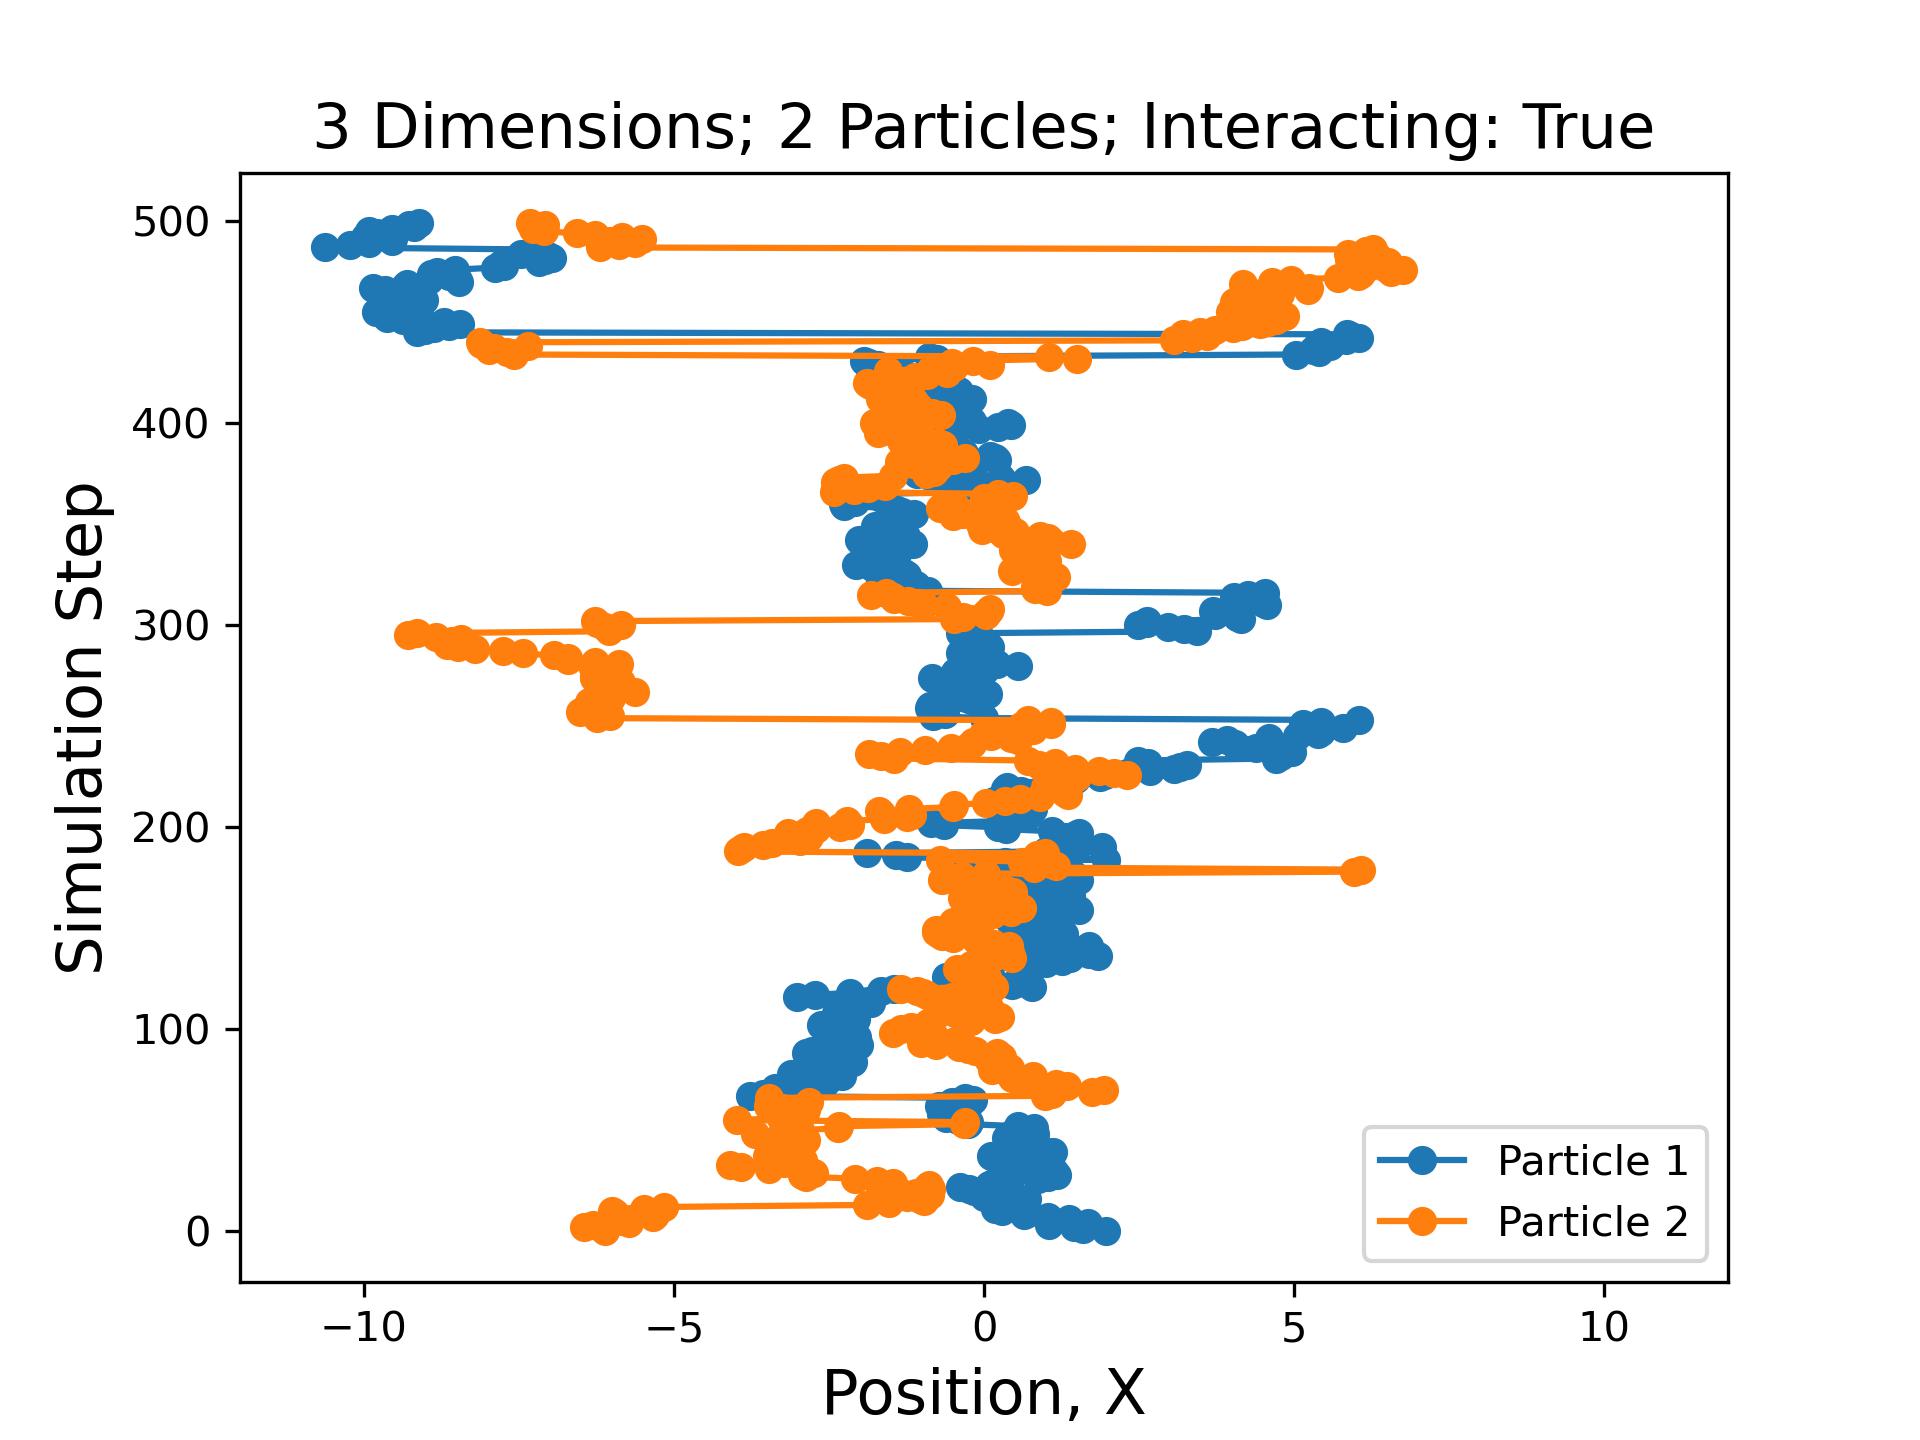 3 Dimensions; 2 Particles; Interacting: True
500
400
300
200
100
0
Simulation Step
−10
−5
0
5
10
Position, X
Particle 1
Particle 2